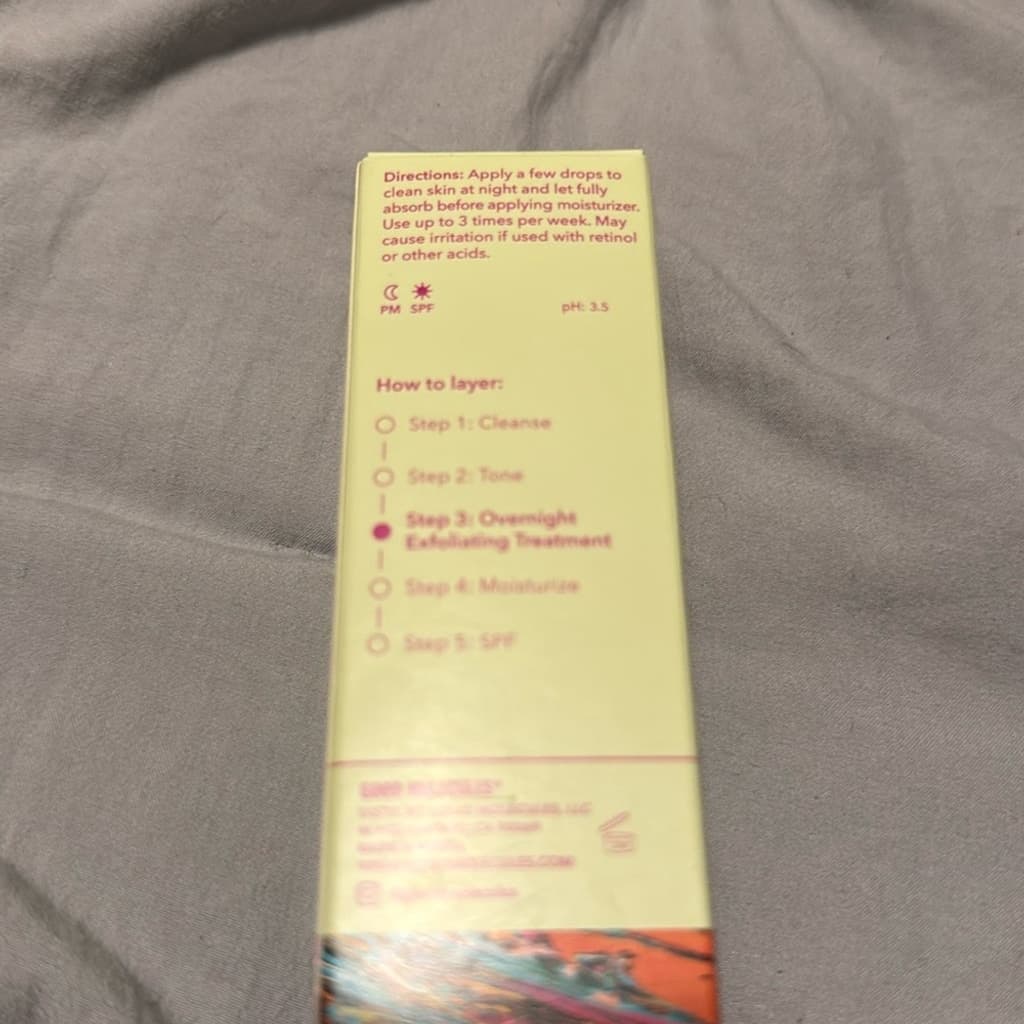 Directions: Apply a few drops to
clean skin at night and let fully
absorb before applying moisturizer.
Use up to 3 times per week. May
cause irritation if used with retinol
or other acids.
PM SPF
pH: 3.5
How to layer:
Step 1: Cleanse
Step 2: Tone
Step 3: Overnight
Exfoliating Treatment
Step 4: Moisturize
Step 5: SPF